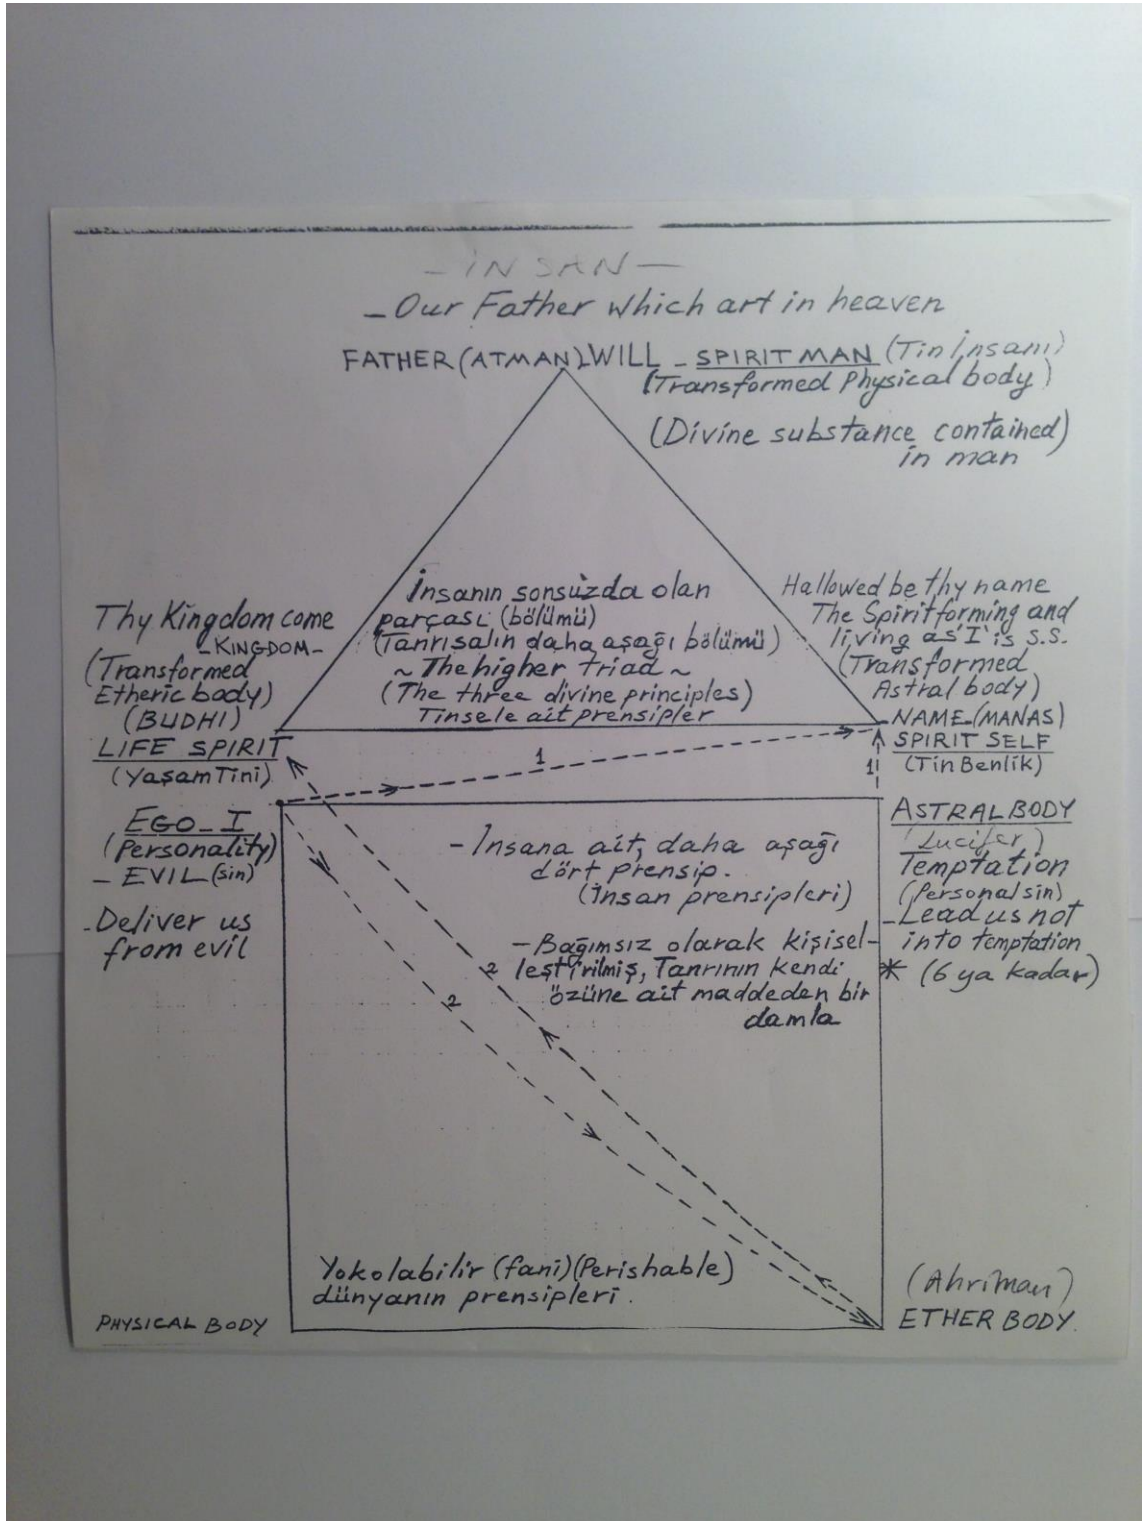 - İNSAN -
- Our Father which art in heaven
FATHER (ATMAN) WILL - SPIRIT MAN (Tin İnsanı)
(Transformed Physical body)
(Divine substance contained)
in man
İnsanın sonsuzda olan
parçası (bölümü)
(Tanrısalın daha aşağı bölümü)
~ The higher triad ~
(The three divine principles)
Tinsele ait prensipler
Thy Kingdom come
- KINGDOM -
(Transformed
Etheric body)
(BUDHI)
LIFE SPIRIT
(Yaşam Tini)
Hallowed be thy name
The Spirit forming and
living as 'I' is S.S.
(Transformed
Astral body)
- NAME - (MANAS)
SPIRIT SELF
(Tin Benlik)
1
1
EGO - I
(Personality)
- EVIL (sin)
- Deliver us
from evil
- İnsana ait, daha aşağı
dört prensip.
(İnsan prensipleri)
- Bağımsız olarak kişisel-
leştirilmiş, Tanrının kendi
özüne ait maddeden bir
damla
2
2
ASTRAL BODY
(Lucifer)
Temptation
(Personal sin)
- Lead us not
into temptation
* (6 ya kadar)
Yokolabilir (fani) (Perishable)
dünyanın prensipleri.
PHYSICAL BODY
(Ahriman)
ETHER BODY.